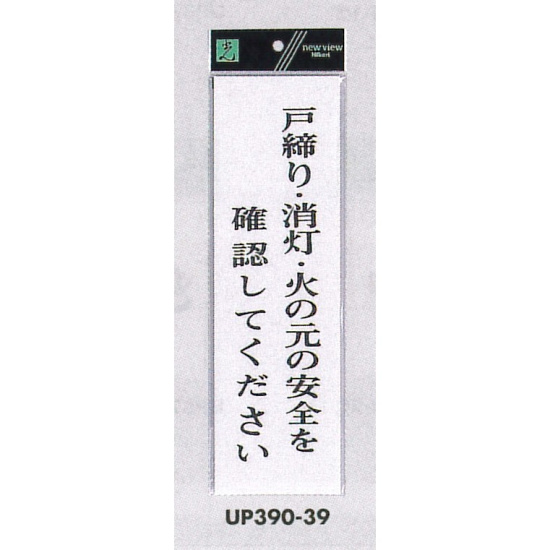 光
new view
Hikari
戸締り・消灯・火の元の安全を
確認してください
UP390-39